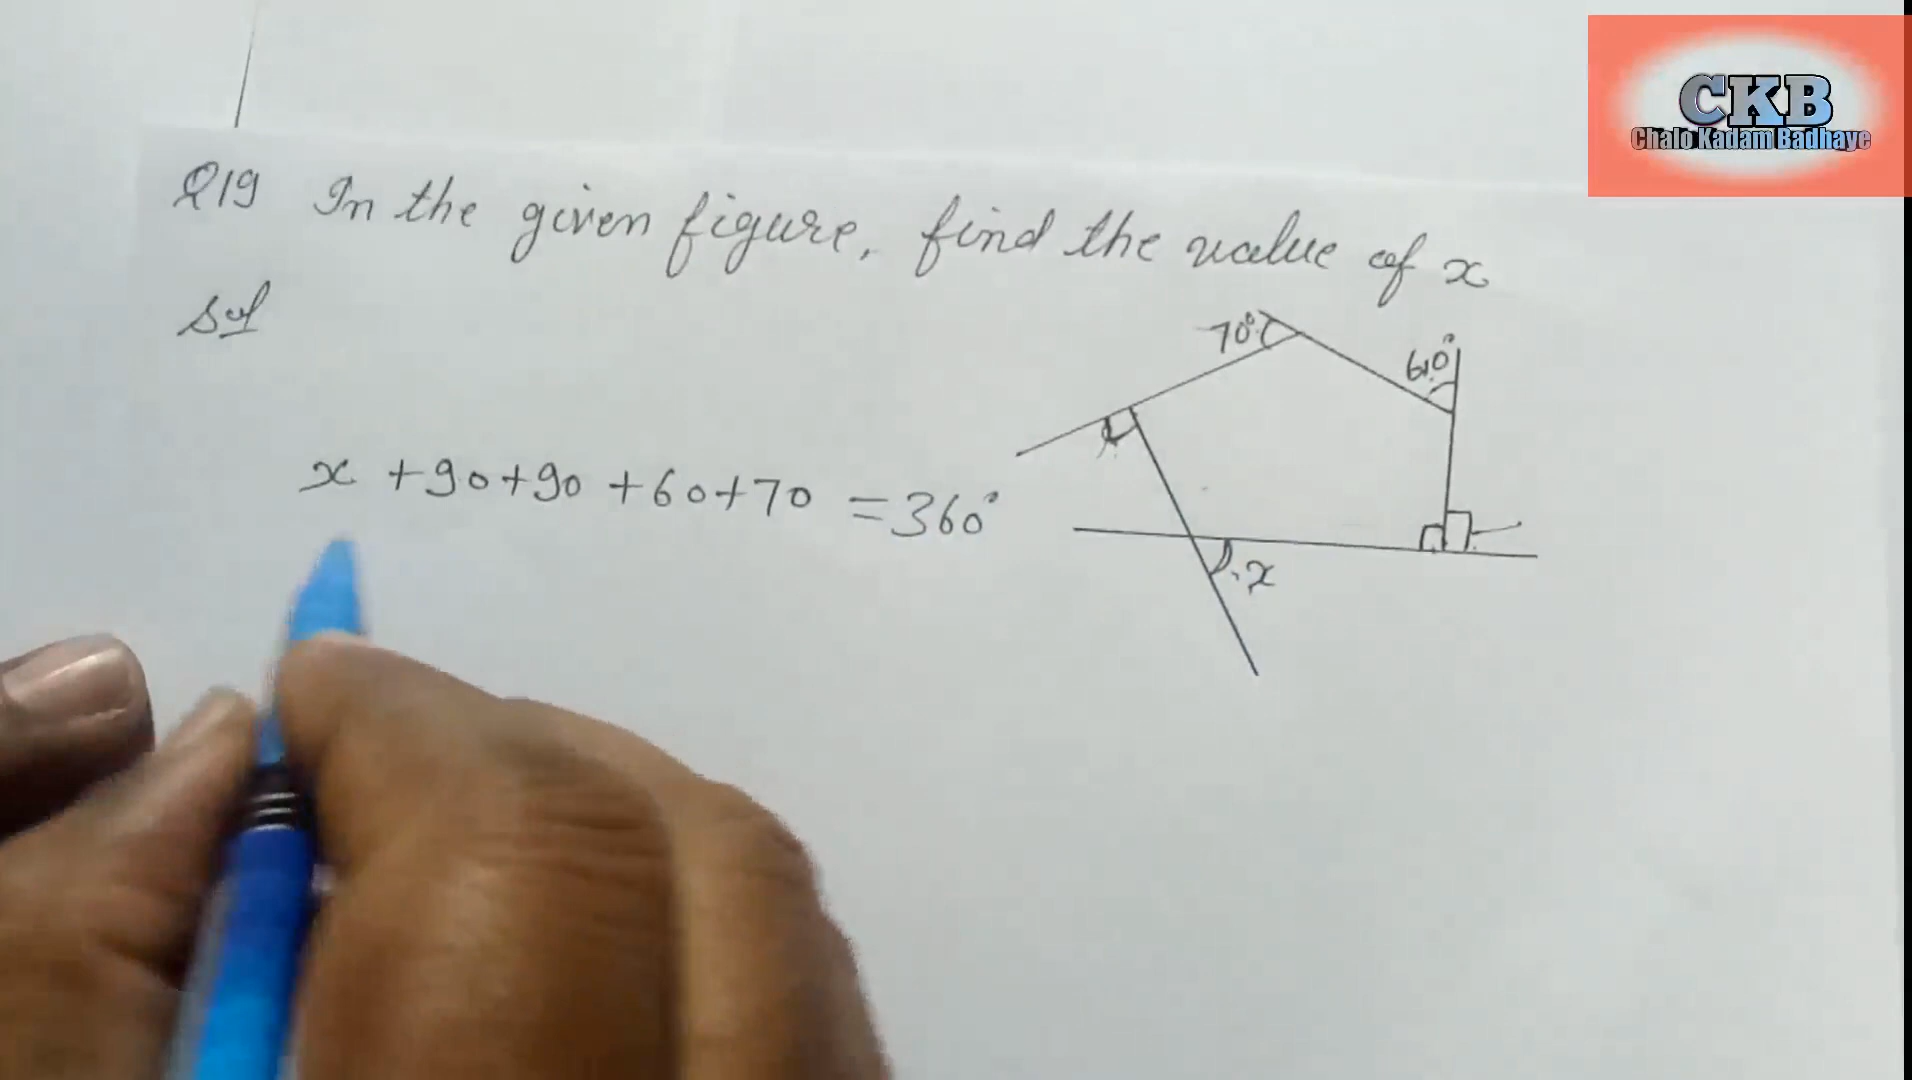 CKB
Chalo Kadam Badhaye
Q19 In the given figure, find the value of x
Sol
70°
60°
x + 90 + 90 + 60 + 70 = 360°
x